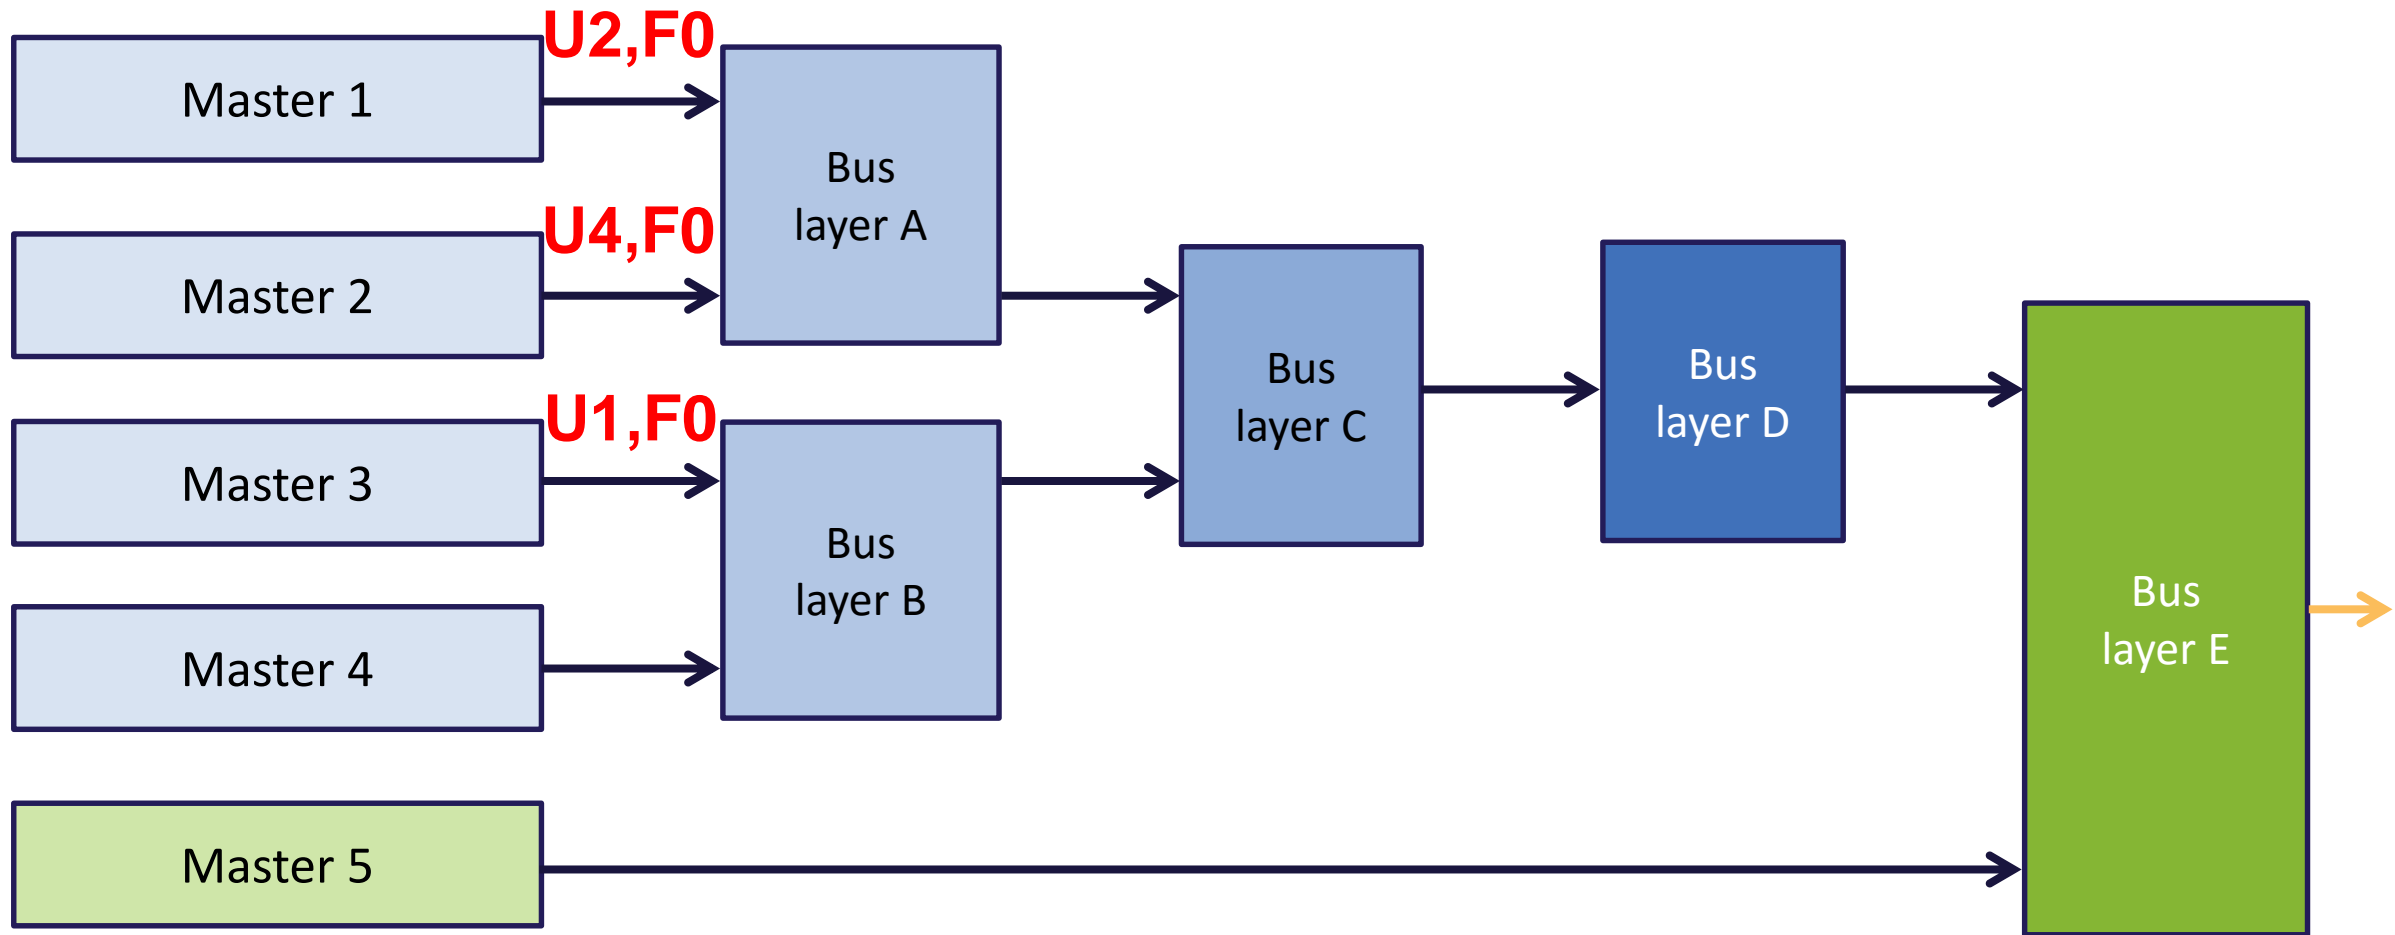 U2,F0
Master 1
Bus
layer A
U4,F0
Master 2
U1,F0
Master 3
Bus
layer B
Master 4
Master 5
Bus
layer C
Bus
layer D
Bus
layer E